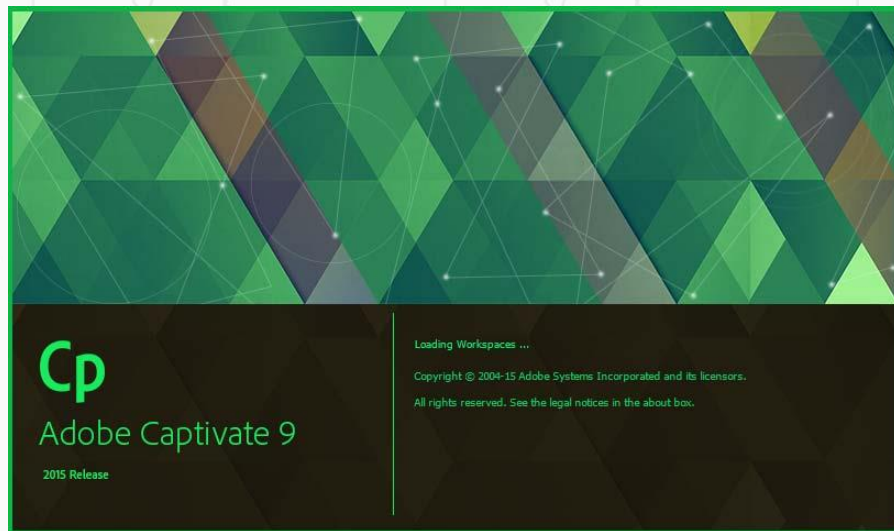 Cp
Adobe Captivate 9
2015 Release
Loading Workspaces ...
Copyright © 2004-15 Adobe Systems Incorporated and its licensors.
All rights reserved. See the legal notices in the about box.